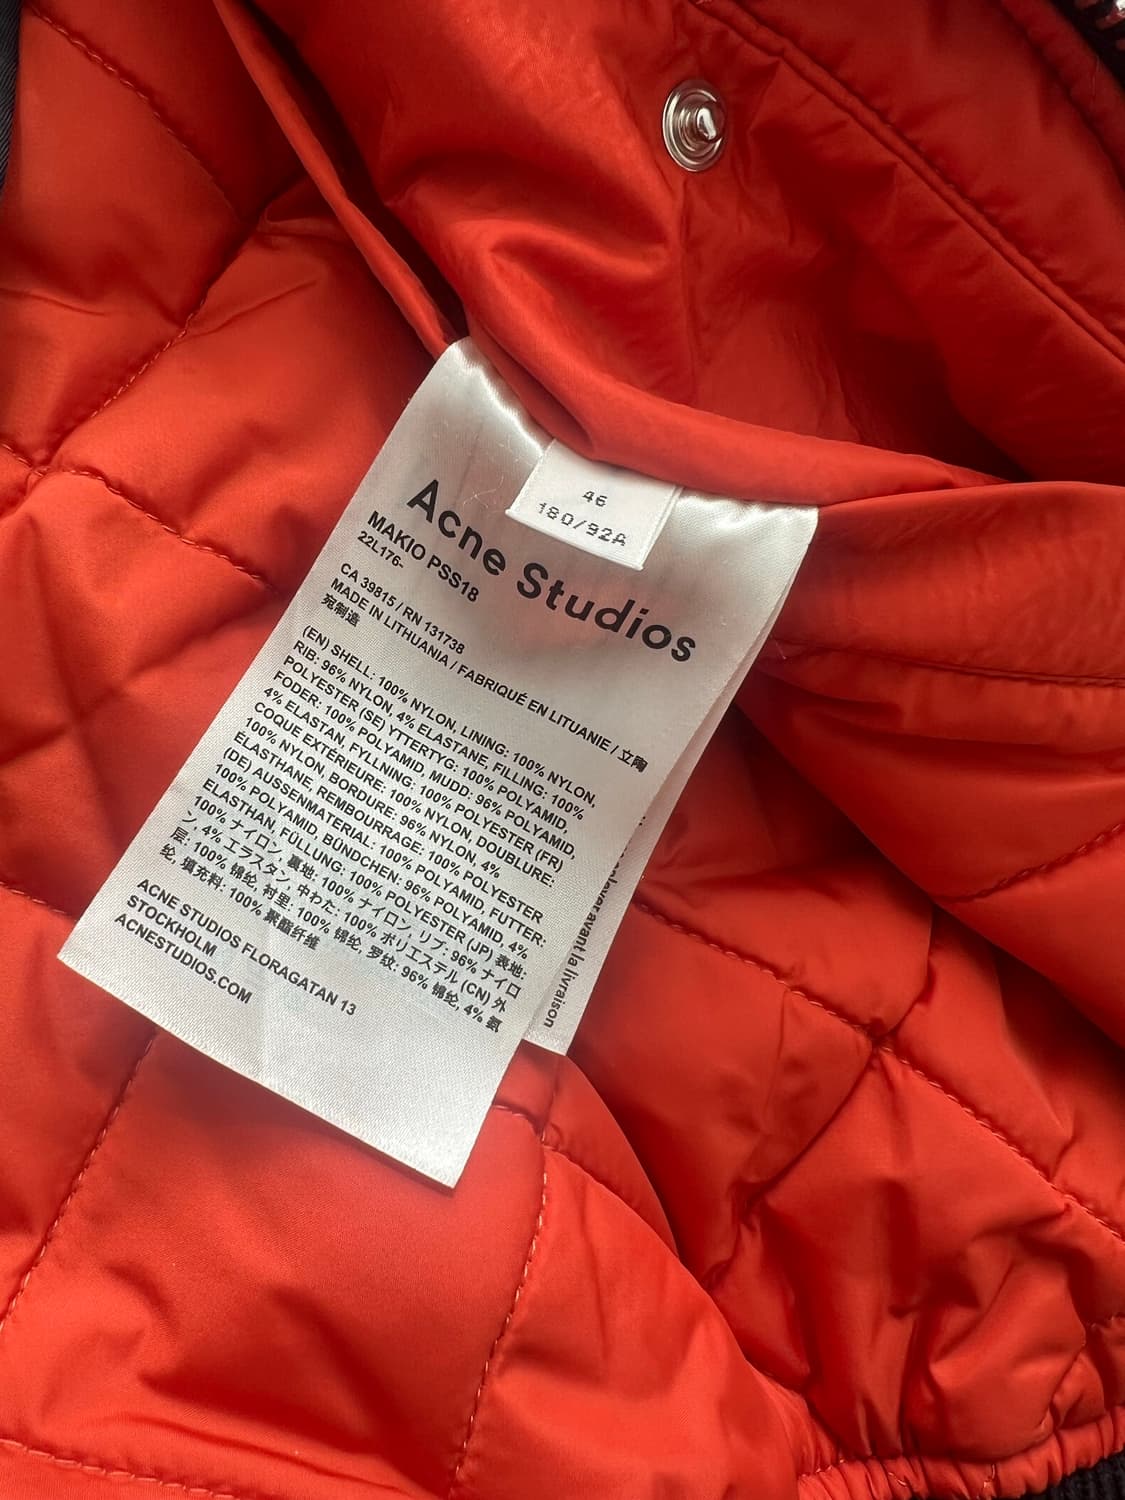 46
180/92A
Acne Studios
MAKIO PSS18
22L176-
CA 39815 / RN 131738
MADE IN LITHUANIA / FABRIQUÉ EN LITUANIE / 立陶
宛制造
(EN) SHELL: 100% NYLON, LINING: 100% NYLON,
RIB: 96% NYLON, 4% ELASTANE, FILLING: 100%
POLYESTER (SE) YTTERTYG: 100% POLYAMID,
FODER: 100% POLYAMID, MUDD: 96% POLYAMID,
4% ELASTAN, FYLLNING: 100% POLYESTER (FR)
COQUE EXTÉRIEURE: 100% NYLON, DOUBLURE:
100% NYLON, BORDURE: 96% NYLON, 4%
ÉLASTHANE, REMBOURRAGE: 100% POLYESTER
(DE) AUSSENMATERIAL: 100% POLYAMID, FUTTER:
100% POLYAMID, BÜNDCHEN: 96% POLYAMID, 4%
ELASTHAN, FÜLLUNG: 100% POLYESTER (JP) 表地:
100% ナイロン, 裏地: 100% ナイロン, リブ: 96% ナイロ
ン, 4% エラスタン, 中わた: 100% ポリエステル (CN) 外
层: 100% 锦纶, 衬里: 100% 锦纶, 罗纹: 96% 锦纶, 4% 氨
纶, 填充料: 100% 聚酯纤维
ACNE STUDIOS FLORAGATAN 13
STOCKHOLM
ACNESTUDIOS.COM
avant la livraison